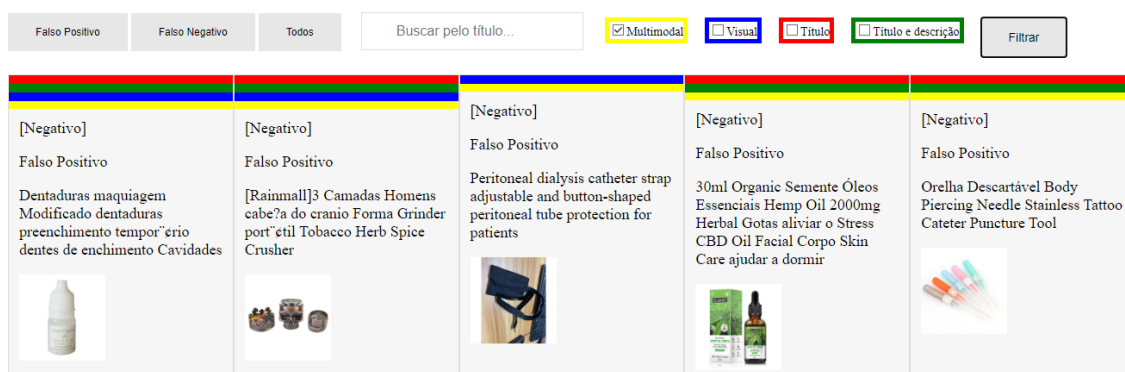 Falso Positivo
Falso Negativo
Todos
Buscar pelo título...
Multimodal
Visual
Título
Título e descrição
Filtrar
[Negativo]
Falso Positivo
Dentaduras maquiagem
Modificado dentaduras
preenchimento tempor¨ério
dentes de enchimento Cavidades
[Negativo]
Falso Positivo
[Rainmall]3 Camadas Homens
cabe?a do cranio Forma Grinder
port¨étil Tobacco Herb Spice
Crusher
[Negativo]
Falso Positivo
Peritoneal dialysis catheter strap
adjustable and button-shaped
peritoneal tube protection for
patients
[Negativo]
Falso Positivo
30ml Organic Semente Óleos
Essenciais Hemp Oil 2000mg
Herbal Gotas aliviar o Stress
CBD Oil Facial Corpo Skin
Care ajudar a dormir
[Negativo]
Falso Positivo
Orelha Descartável Body
Piercing Needle Stainless Tattoo
Cateter Puncture Tool